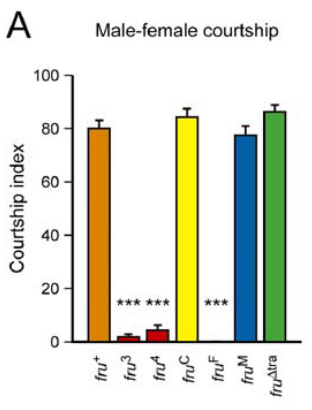 A
Male-female courtship
Courtship index
100
80
60
40
20
0
*** *** ***
fru+
fru3
fru4
fruC
fruF
fruM
fruΔtra